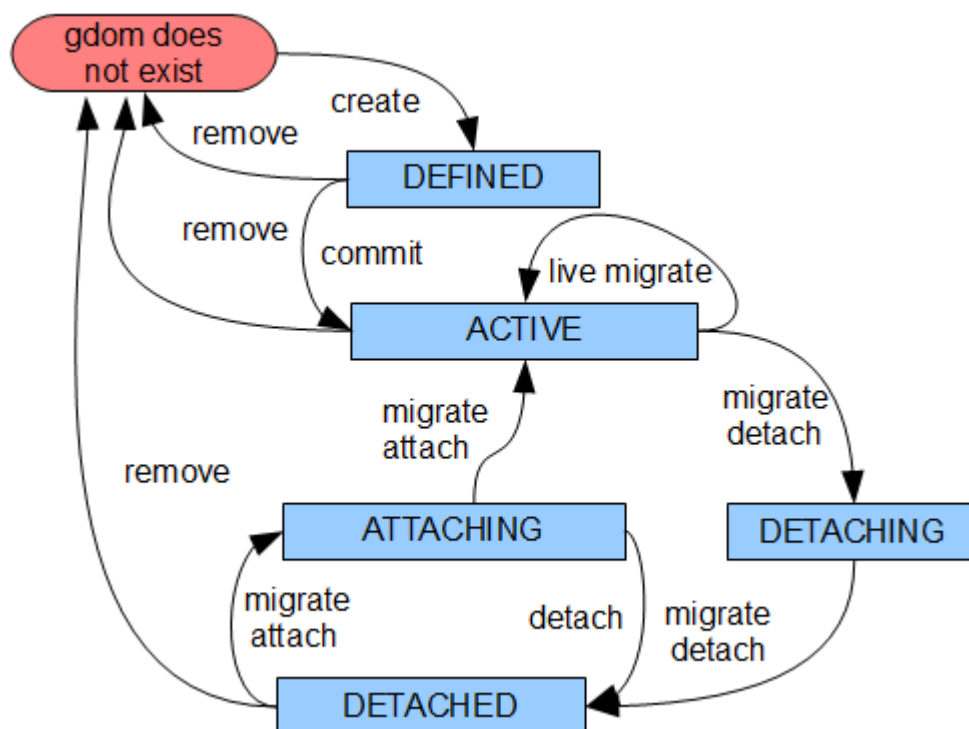 gdom does
not exist
create
remove
DEFINED
remove
commit
live migrate
ACTIVE
migrate
attach
migrate
detach
remove
ATTACHING
DETACHING
migrate
attach
detach
migrate
detach
DETACHED